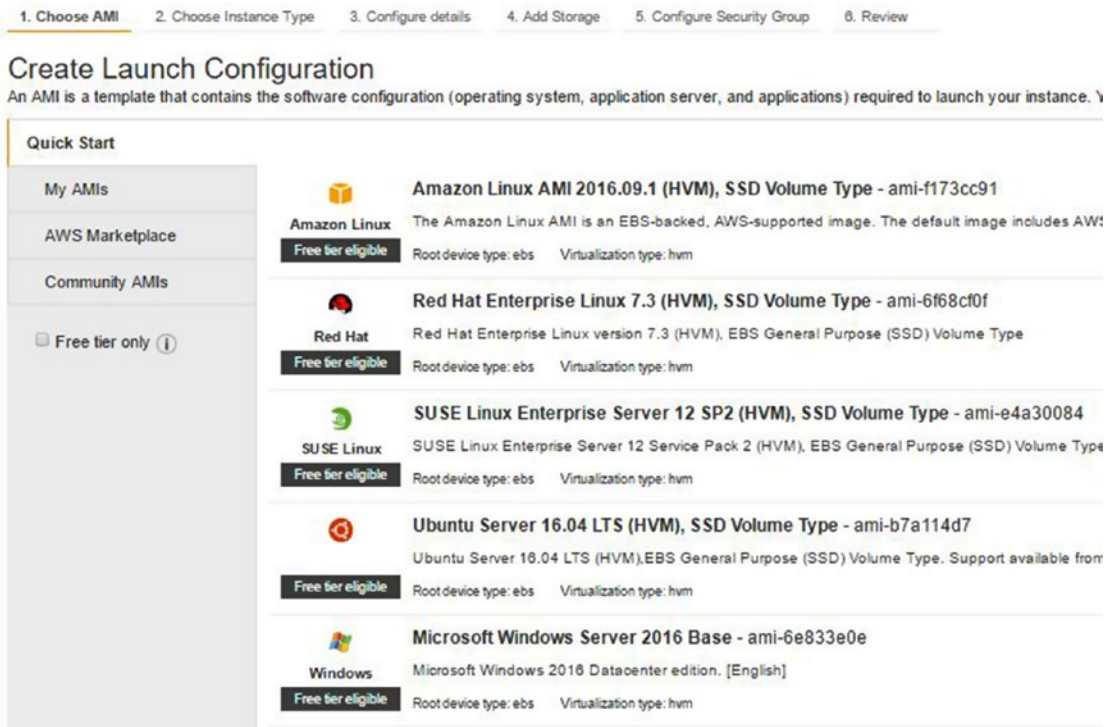 1. Choose AMI 2. Choose Instance Type 3. Configure details 4. Add Storage 5. Configure Security Group 6. Review
Create Launch Configuration
An AMI is a template that contains the software configuration (operating system, application server, and applications) required to launch your instance.
Quick Start
My AMIs
AWS Marketplace
Community AMIs
Free tier only
Amazon Linux
Free tier eligible
Amazon Linux AMI 2016.09.1 (HVM), SSD Volume Type - ami-f173cc91
The Amazon Linux AMI is an EBS-backed, AWS-supported image. The default image includes AWS
Root device type: ebs Virtualization type: hvm
Red Hat
Free tier eligible
Red Hat Enterprise Linux 7.3 (HVM), SSD Volume Type - ami-6f68cf0f
Red Hat Enterprise Linux version 7.3 (HVM), EBS General Purpose (SSD) Volume Type
Root device type: ebs Virtualization type: hvm
SUSE Linux
Free tier eligible
SUSE Linux Enterprise Server 12 SP2 (HVM), SSD Volume Type - ami-e4a30084
SUSE Linux Enterprise Server 12 Service Pack 2 (HVM), EBS General Purpose (SSD) Volume Type
Root device type: ebs Virtualization type: hvm
Free tier eligible
Ubuntu Server 16.04 LTS (HVM), SSD Volume Type - ami-b7a114d7
Ubuntu Server 16.04 LTS (HVM),EBS General Purpose (SSD) Volume Type. Support available from
Root device type: ebs Virtualization type: hvm
Windows
Free tier eligible
Microsoft Windows Server 2016 Base - ami-6e833e0e
Microsoft Windows 2016 Datacenter edition. [English]
Root device type: ebs Virtualization type: hvm